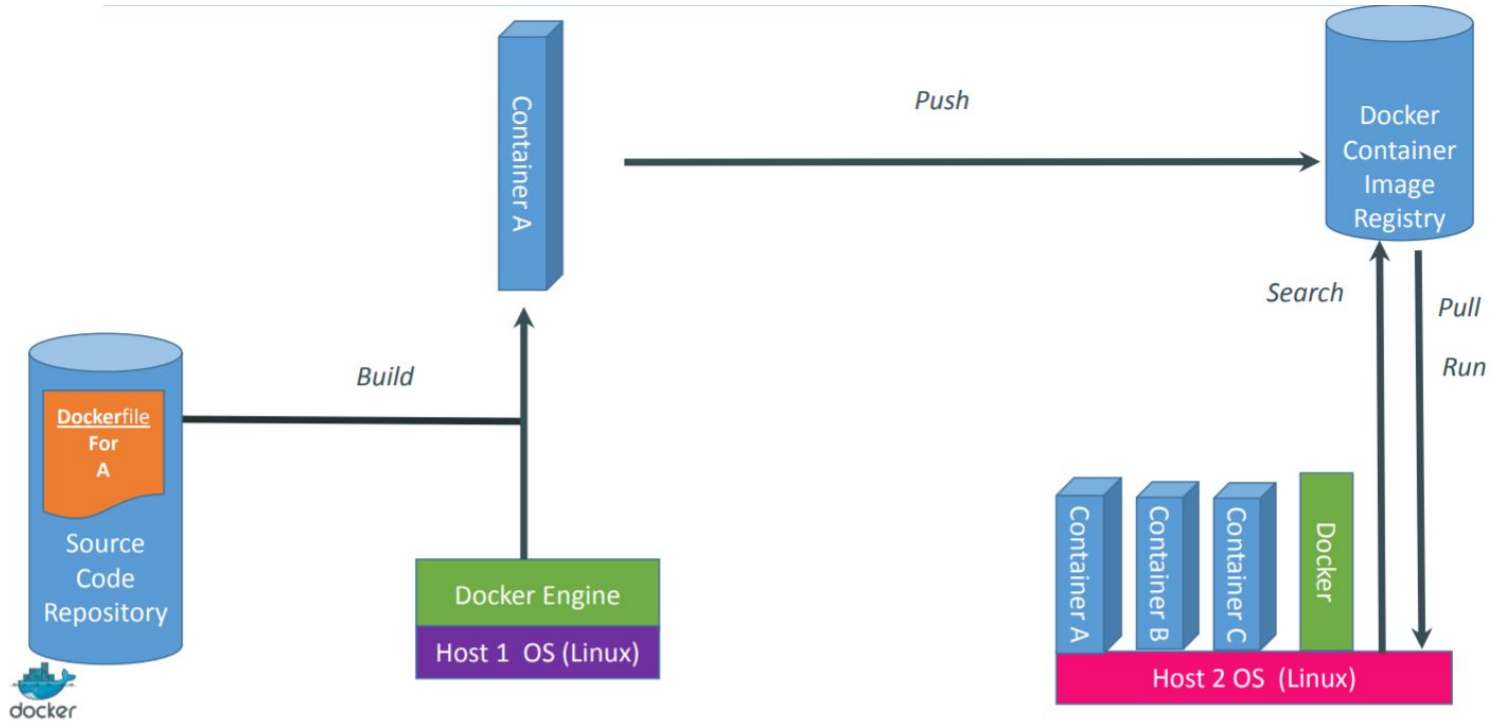 Container A
Push
Docker
Container
Image
Registry
Search
Pull
Run
Build
Dockerfile
For
A
Source
Code
Repository
Docker Engine
Host 1 OS (Linux)
Container A
Container B
Container C
Docker
Host 2 OS (Linux)
docker